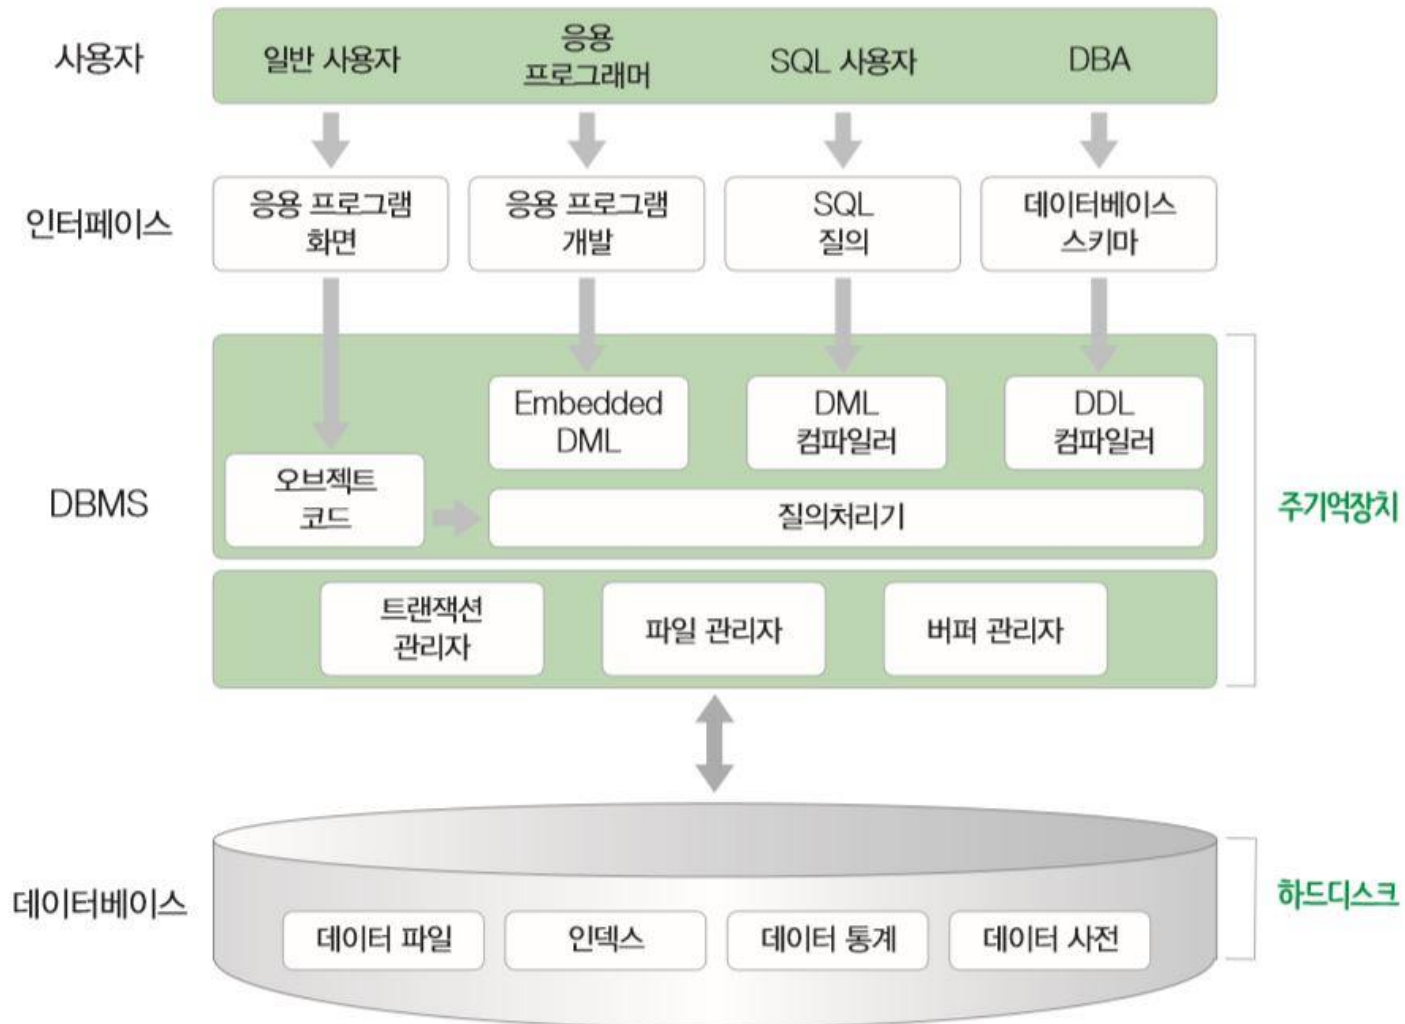 사용자
일반 사용자
응용
프로그래머
SQL 사용자
DBA
인터페이스
응용 프로그램
화면
응용 프로그램
개발
SQL
질의
데이터베이스
스키마
DBMS
Embedded
DML
DML
컴파일러
DDL
컴파일러
오브젝트
코드
질의처리기
주기억장치
트랜잭션
관리자
파일 관리자
버퍼 관리자
데이터베이스
데이터 파일
인덱스
데이터 통계
데이터 사전
하드디스크